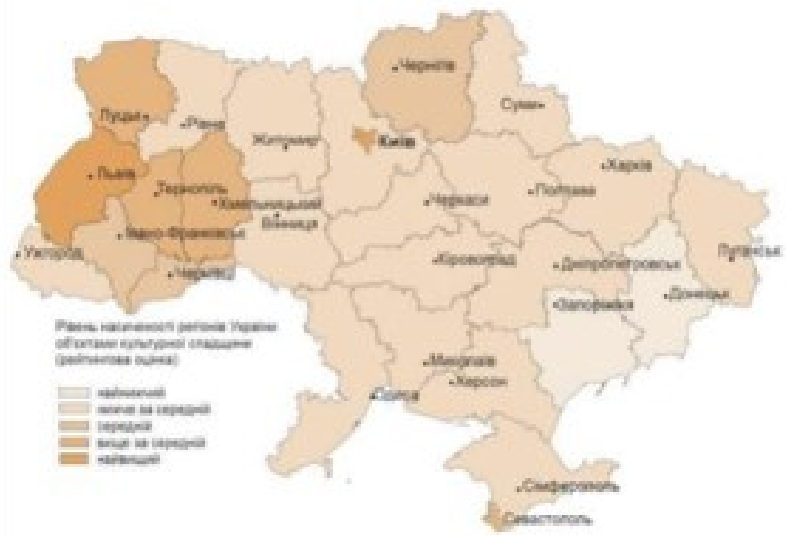 Чернігів
Луцьк
Рівне
Суми
Житомир
Київ
Харків
Львів
Тернопіль
Хмельницький
Вінниця
Черкаси
Полтава
Івано-Франківськ
Ужгород
Чернівці
Кіровоград
Дніпропетровськ
Луганськ
Донецьк
Запоріжжя
Рівень насиченості регіонів України
об'єктами культурної спадщини
(рейтингова оцінка)
Миколаїв
Херсон
Одеса
найнижчий
нижче за середній
середній
вище за середній
найвищий
Сімферополь
Севастополь